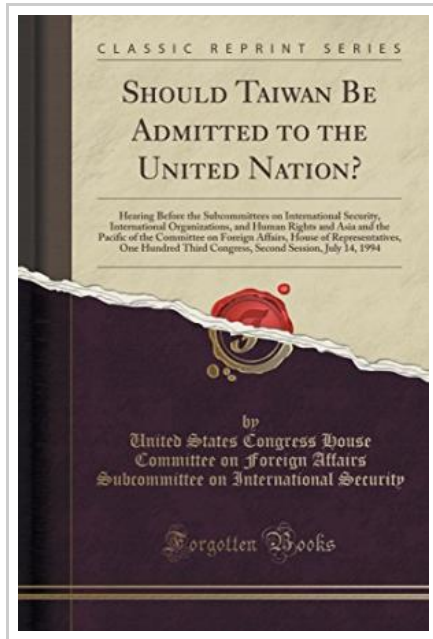 CLASSIC REPRINT SERIES
SHOULD TAIWAN BE
ADMITTED TO THE
UNITED NATION?
Hearing Before the Subcommittees on International Security,
International Organizations, and Human Rights and Asia and the
Pacific of the Committee on Foreign Affairs, House of Representatives,
One Hundred Third Congress, Second Session, July 14, 1994
by
United States Congress House
Committee on Foreign Affairs
Subcommittee on International Security
Forgotten Books